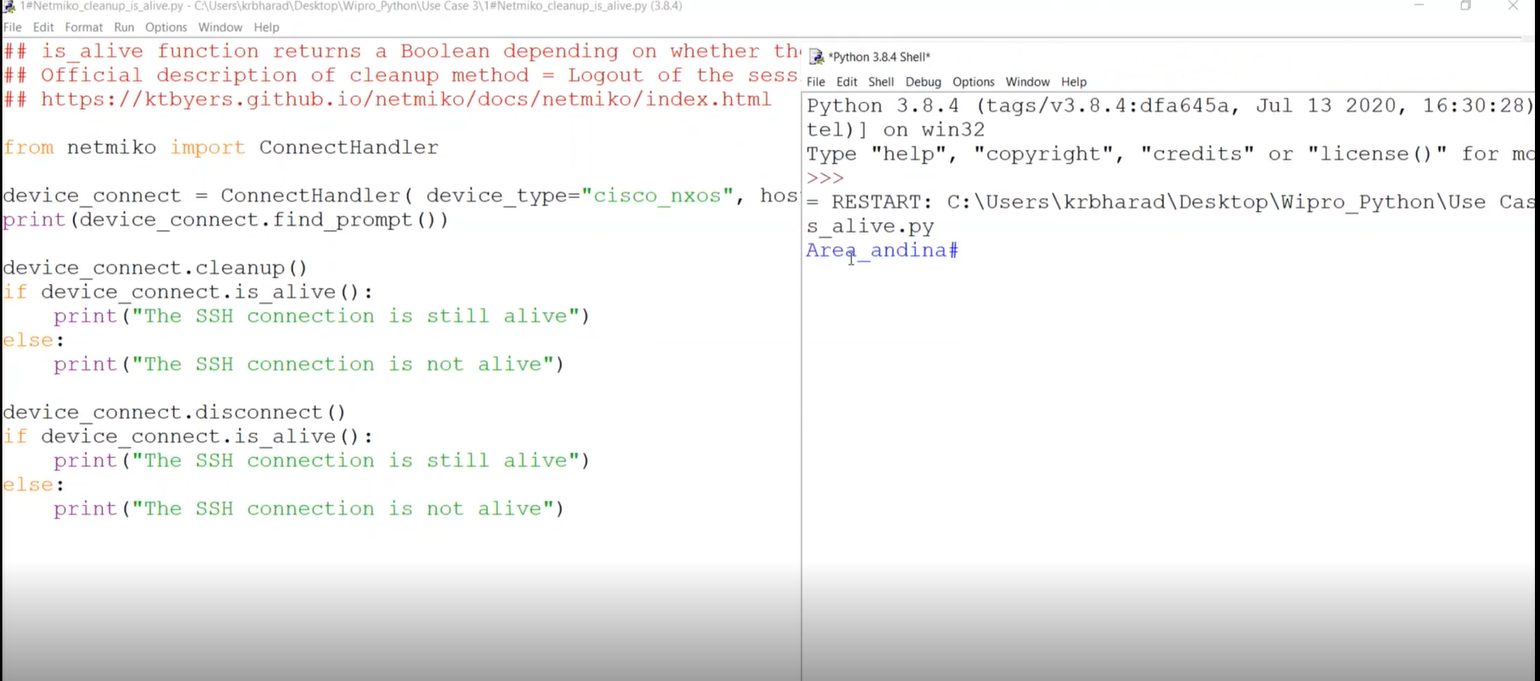 1#Netmiko_cleanup_is_alive.py - C:\Users\krbharad\Desktop\Wipro_Python\Use Case 3\1#Netmiko_cleanup_is_alive.py (3.8.4)
File Edit Format Run Options Window Help
## is_alive function returns a Boolean depending on whether th
## Official description of cleanup method = Logout of the sess
## https://ktbyers.github.io/netmiko/docs/netmiko/index.html
from netmiko import ConnectHandler
device_connect = ConnectHandler( device_type="cisco_nxos", hos
print(device_connect.find_prompt())
device_connect.cleanup()
if device_connect.is_alive():
    print("The SSH connection is still alive")
else:
    print("The SSH connection is not alive")
device_connect.disconnect()
if device_connect.is_alive():
    print("The SSH connection is still alive")
else:
    print("The SSH connection is not alive")
*Python 3.8.4 Shell*
File Edit Shell Debug Options Window Help
Python 3.8.4 (tags/v3.8.4:dfa645a, Jul 13 2020, 16:30:28)
tel)] on win32
Type "help", "copyright", "credits" or "license()" for mo
>>>
= RESTART: C:\Users\krbharad\Desktop\Wipro_Python\Use Cas
s_alive.py
Area_andina#